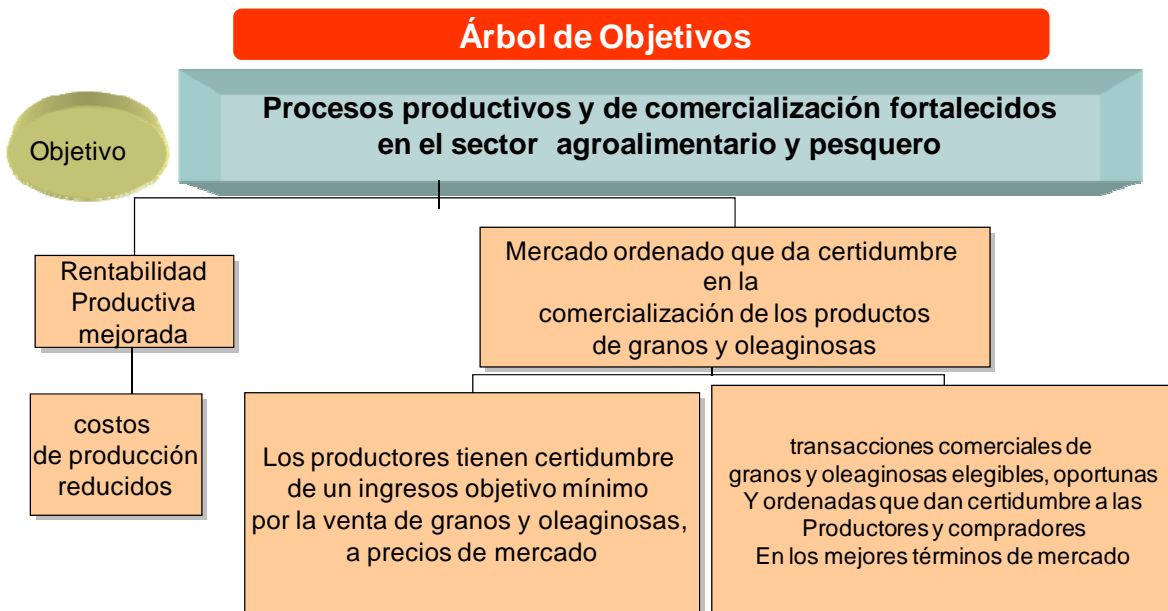 Árbol de Objetivos
Objetivo
Procesos productivos y de comercialización fortalecidos
en el sector agroalimentario y pesquero
Rentabilidad
Productiva
mejorada
Mercado ordenado que da certidumbre
en la
comercialización de los productos
de granos y oleaginosas
costos
de producción
reducidos
Los productores tienen certidumbre
de un ingresos objetivo mínimo
por la venta de granos y oleaginosas,
a precios de mercado
transacciones comerciales de
granos y oleaginosas elegibles, oportunas
Y ordenadas que dan certidumbre a las
Productores y compradores
En los mejores términos de mercado